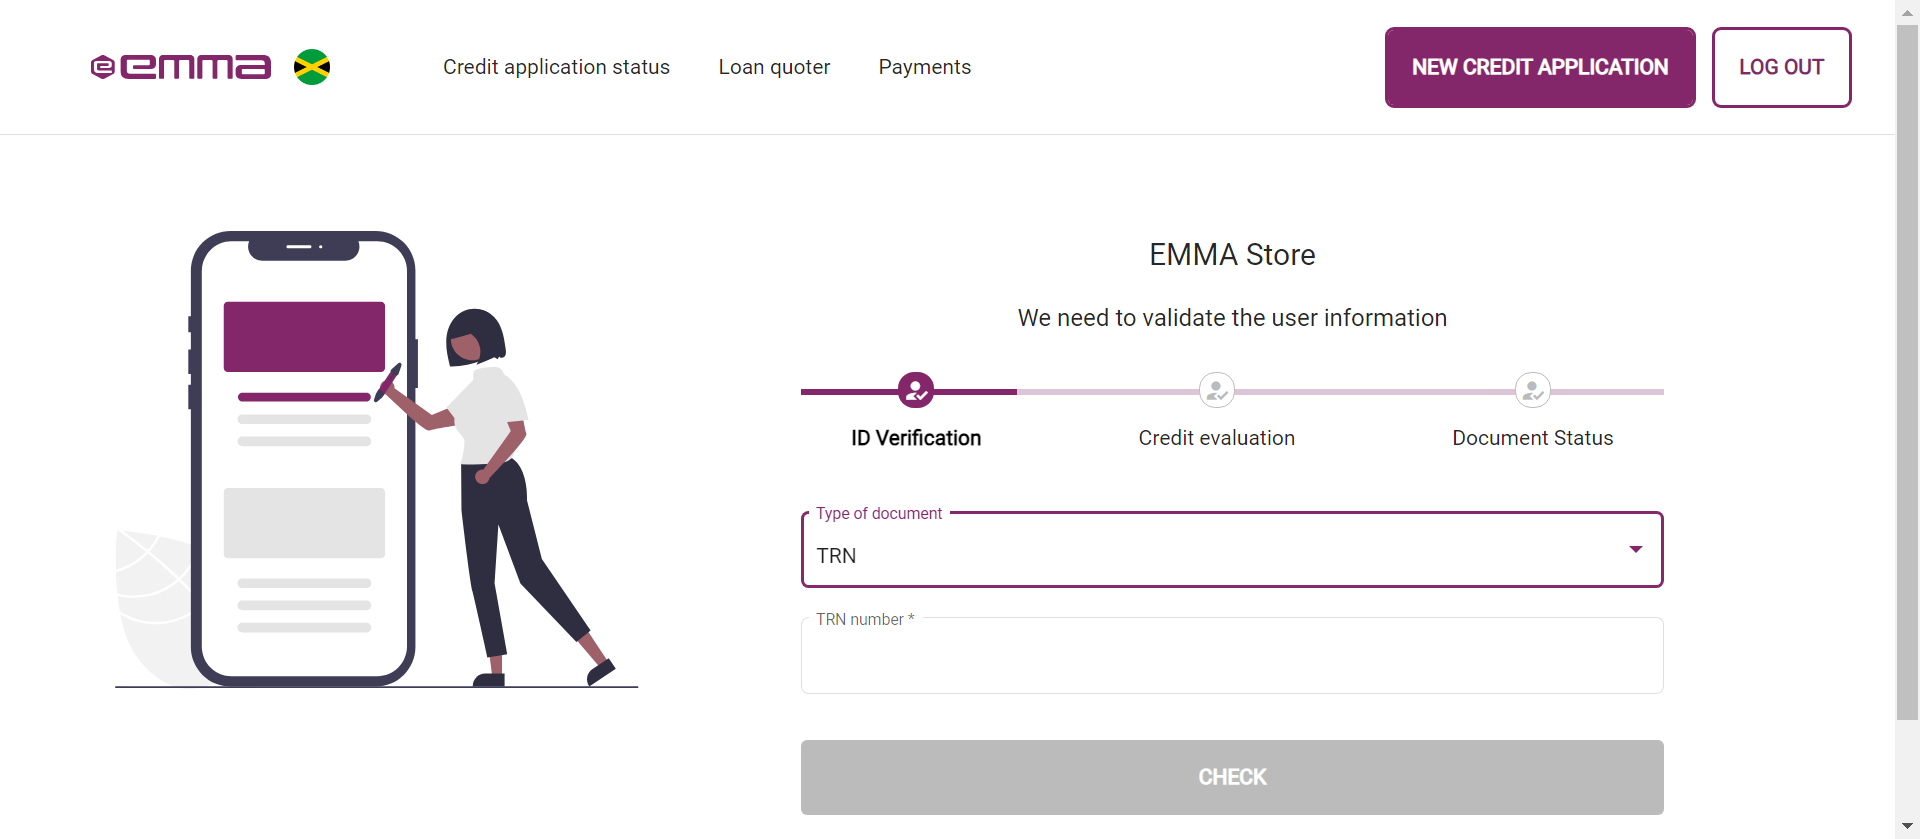 emma
Credit application status
Loan quoter
Payments
NEW CREDIT APPLICATION
LOG OUT
EMMA Store
We need to validate the user information
ID Verification
Credit evaluation
Document Status
Type of document
TRN
TRN number *
CHECK